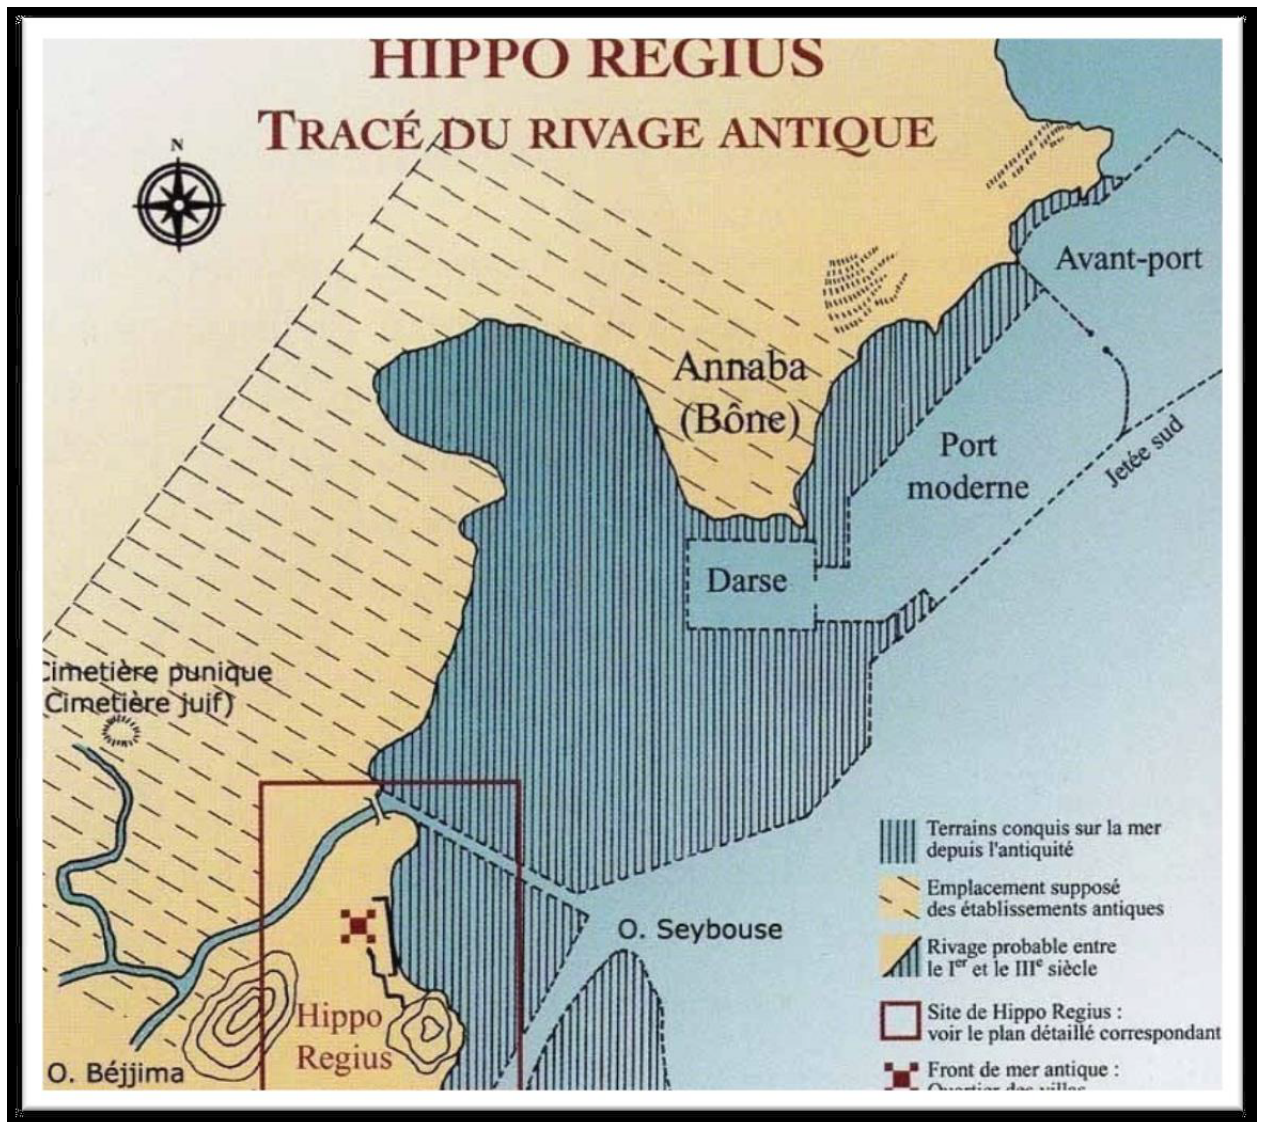 HIPPO REGIUS
TRACÉ DU RIVAGE ANTIQUE
N
Avant-port
Annaba
(Bône)
Port
moderne
Jetée sud
Darse
Cimetière punique
Cimetière juif)
Terrains conquis sur la mer
depuis l'antiquité
Emplacement supposé
des établissements antiques
O. Seybouse
Rivage probable entre
le Ier et le IIIe siècle
Hippo
Regius
Site de Hippo Regius :
voir le plan détaillé correspondant
O. Béjjima
Front de mer antique :
Quartier des villas